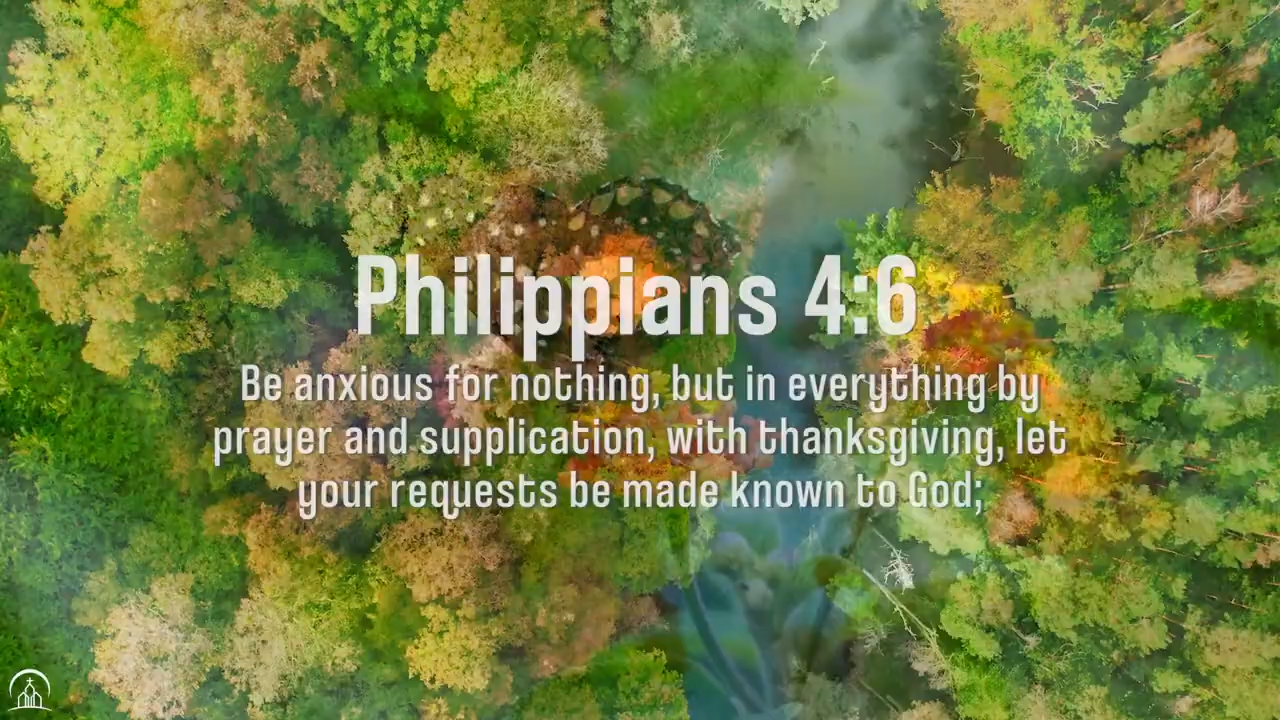 Philippians 4:6
Be anxious for nothing, but in everything by
prayer and supplication, with thanksgiving, let
your requests be made known to God;